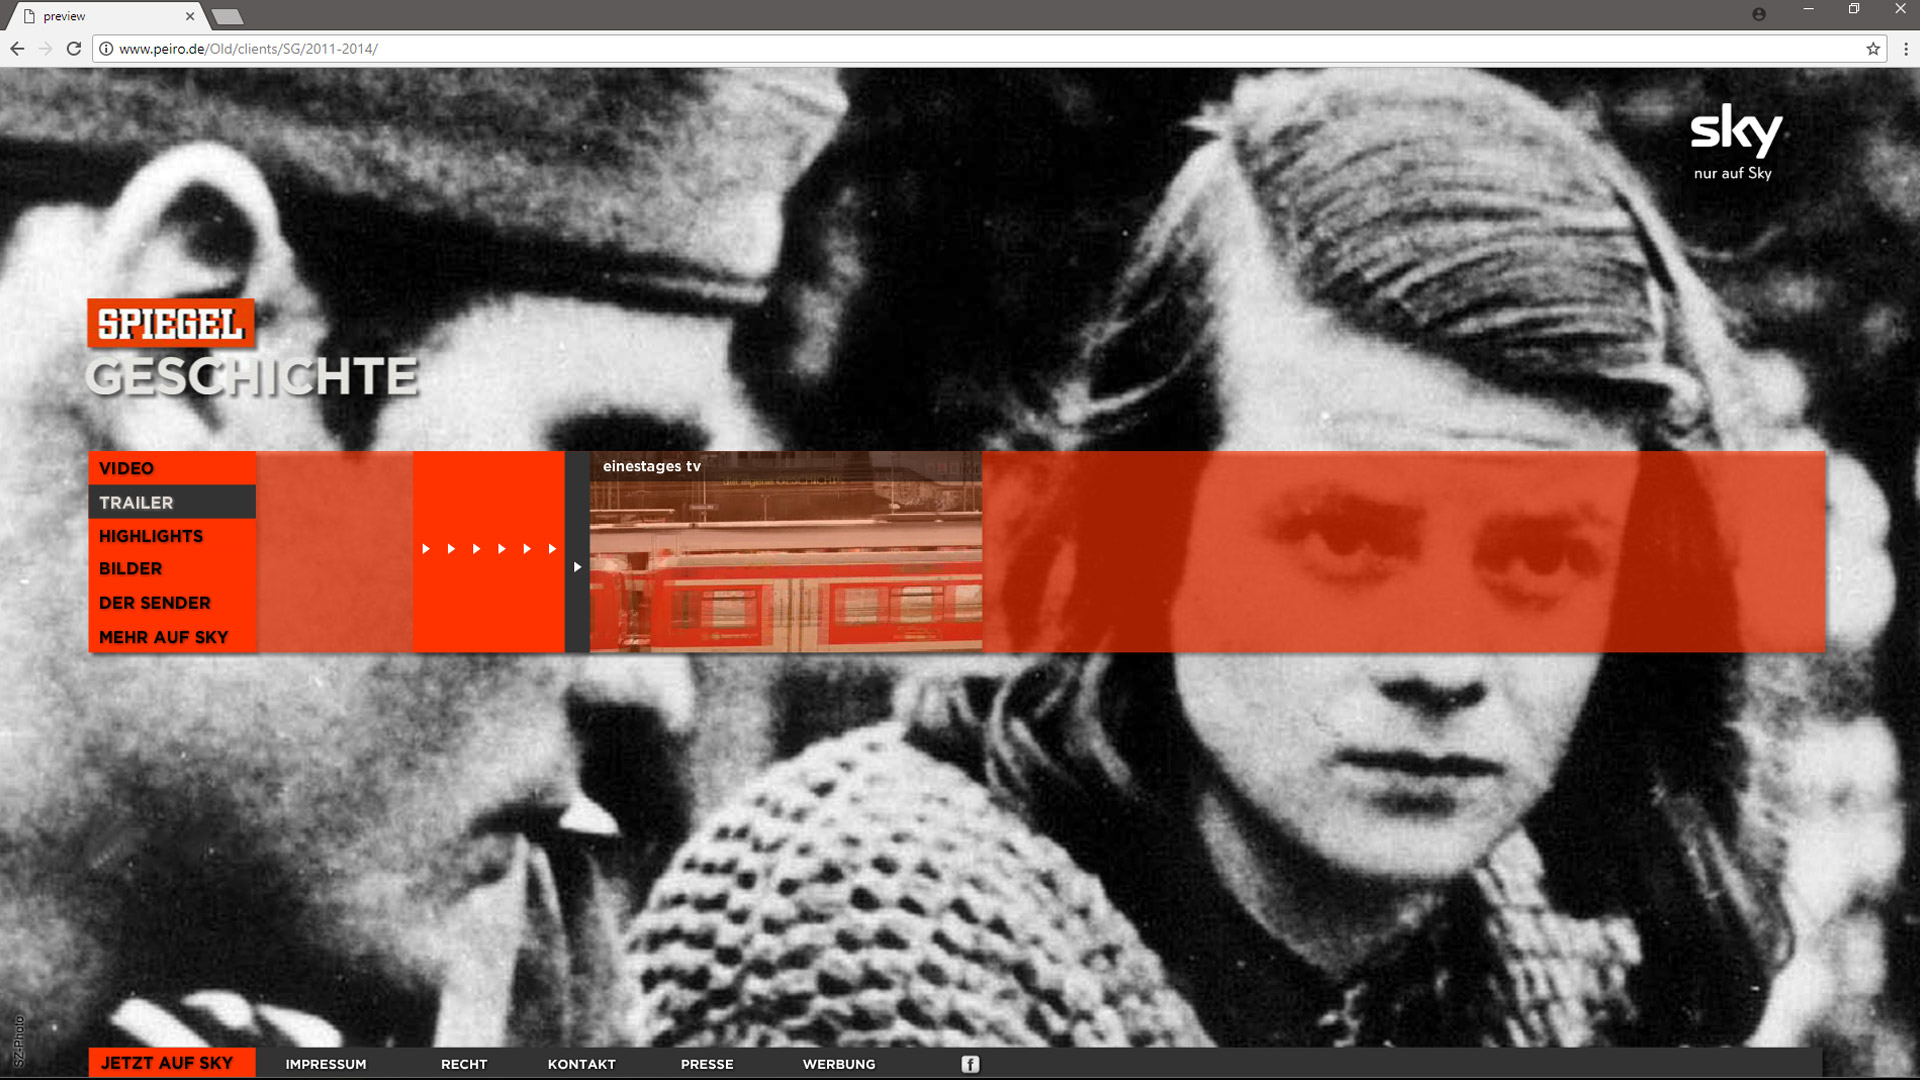 preview
www.peiro.de/Old/clients/SG/2011-2014/
sky
nur auf Sky
SPIEGEL
GESCHICHTE
VIDEO
TRAILER
HIGHLIGHTS
BILDER
DER SENDER
MEHR AUF SKY
einestages tv
GESCHICHTE
SZ-Photo
JETZT AUF SKY
IMPRESSUM
RECHT
KONTAKT
PRESSE
WERBUNG
f